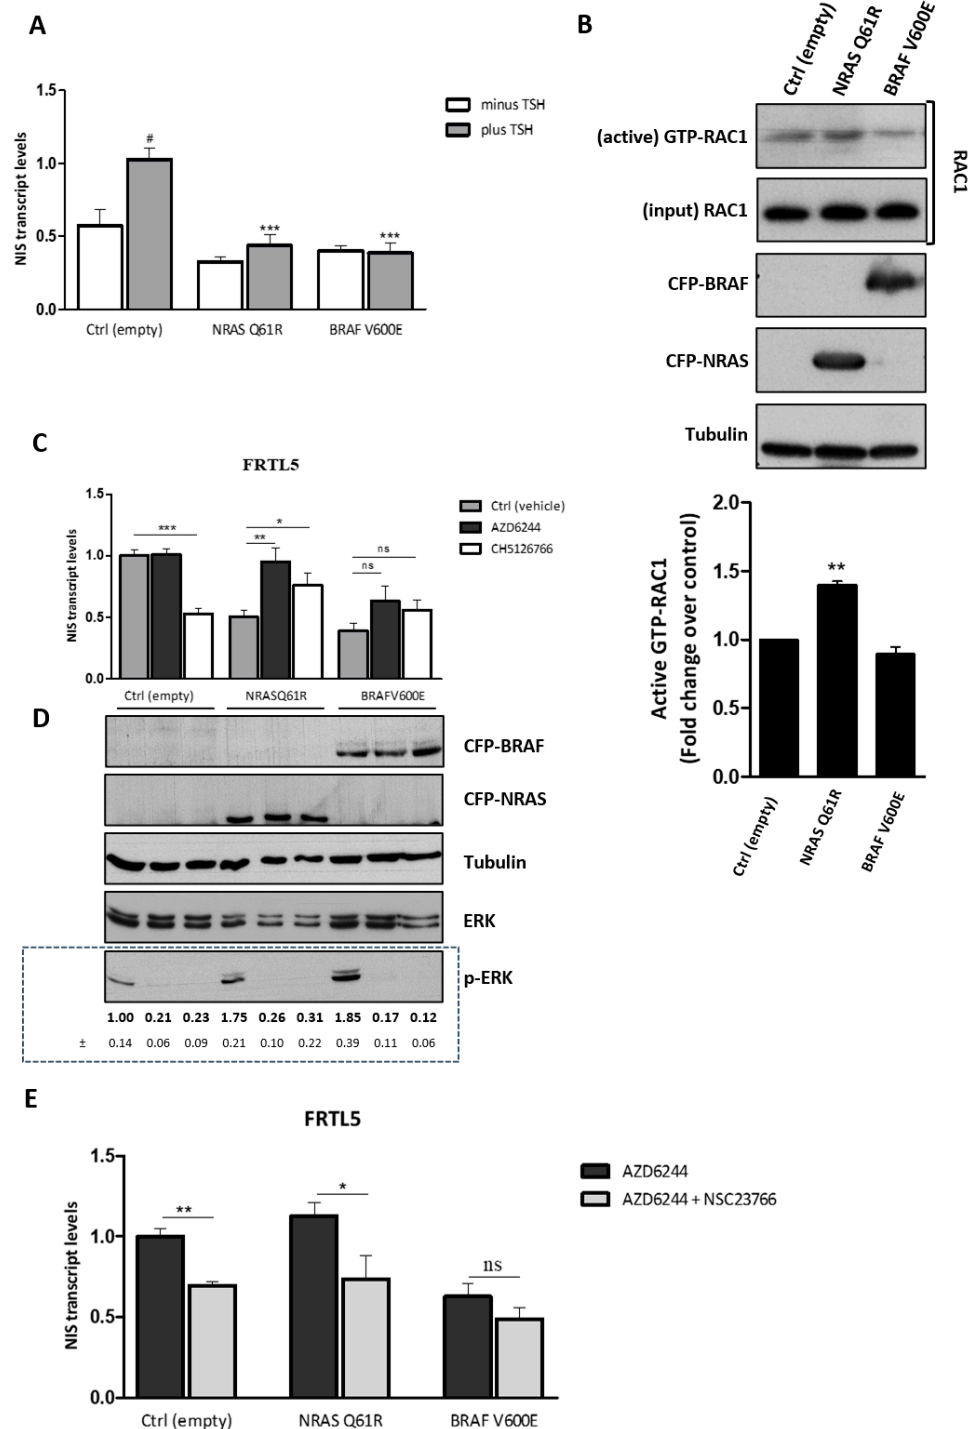 A
1.5
1.0
0.5
0.0
NIS transcript levels
#
***
***
Ctrl (empty)
NRAS Q61R
BRAF V600E
minus TSH
plus TSH
B
Ctrl (empty)
NRAS Q61R
BRAF V600E
(active) GTP-RAC1
(input) RAC1
RAC1
CFP-BRAF
CFP-NRAS
Tubulin
2.0
1.5
1.0
0.5
0.0
Active GTP-RAC1
(Fold change over control)
**
Ctrl (empty)
NRAS Q61R
BRAF V600E
C
FRTL5
1.5
1.0
0.5
0.0
NIS transcript levels
***
*
**
ns
ns
Ctrl (vehicle)
AZD6244
CH5126766
Ctrl (empty)
NRASQ61R
BRAFV600E
D
CFP-BRAF
CFP-NRAS
Tubulin
ERK
p-ERK
1.00 0.21 0.23 1.75 0.26 0.31 1.85 0.17 0.12
± 0.14 0.06 0.09 0.21 0.10 0.22 0.39 0.11 0.06
E
FRTL5
1.5
1.0
0.5
0.0
NIS transcript levels
**
*
ns
AZD6244
AZD6244 + NSC23766
Ctrl (empty)
NRAS Q61R
BRAF V600E